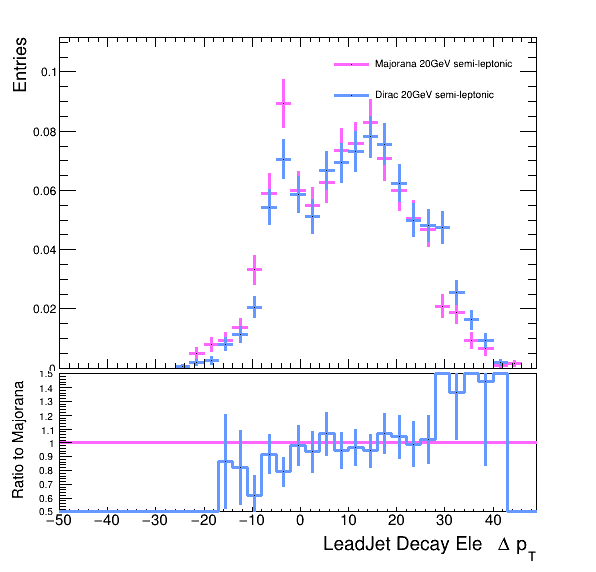 Entries
Majorana 20GeV semi-leptonic
Dirac 20GeV semi-leptonic
0.1
0.08
0.06
0.04
0.02
0
Ratio to Majorana
1.5
1.4
1.3
1.2
1.1
1
0.9
0.8
0.7
0.6
0.5
−50 −40 −30 −20 −10 0 10 20 30 40
LeadJet Decay Ele Δ pT